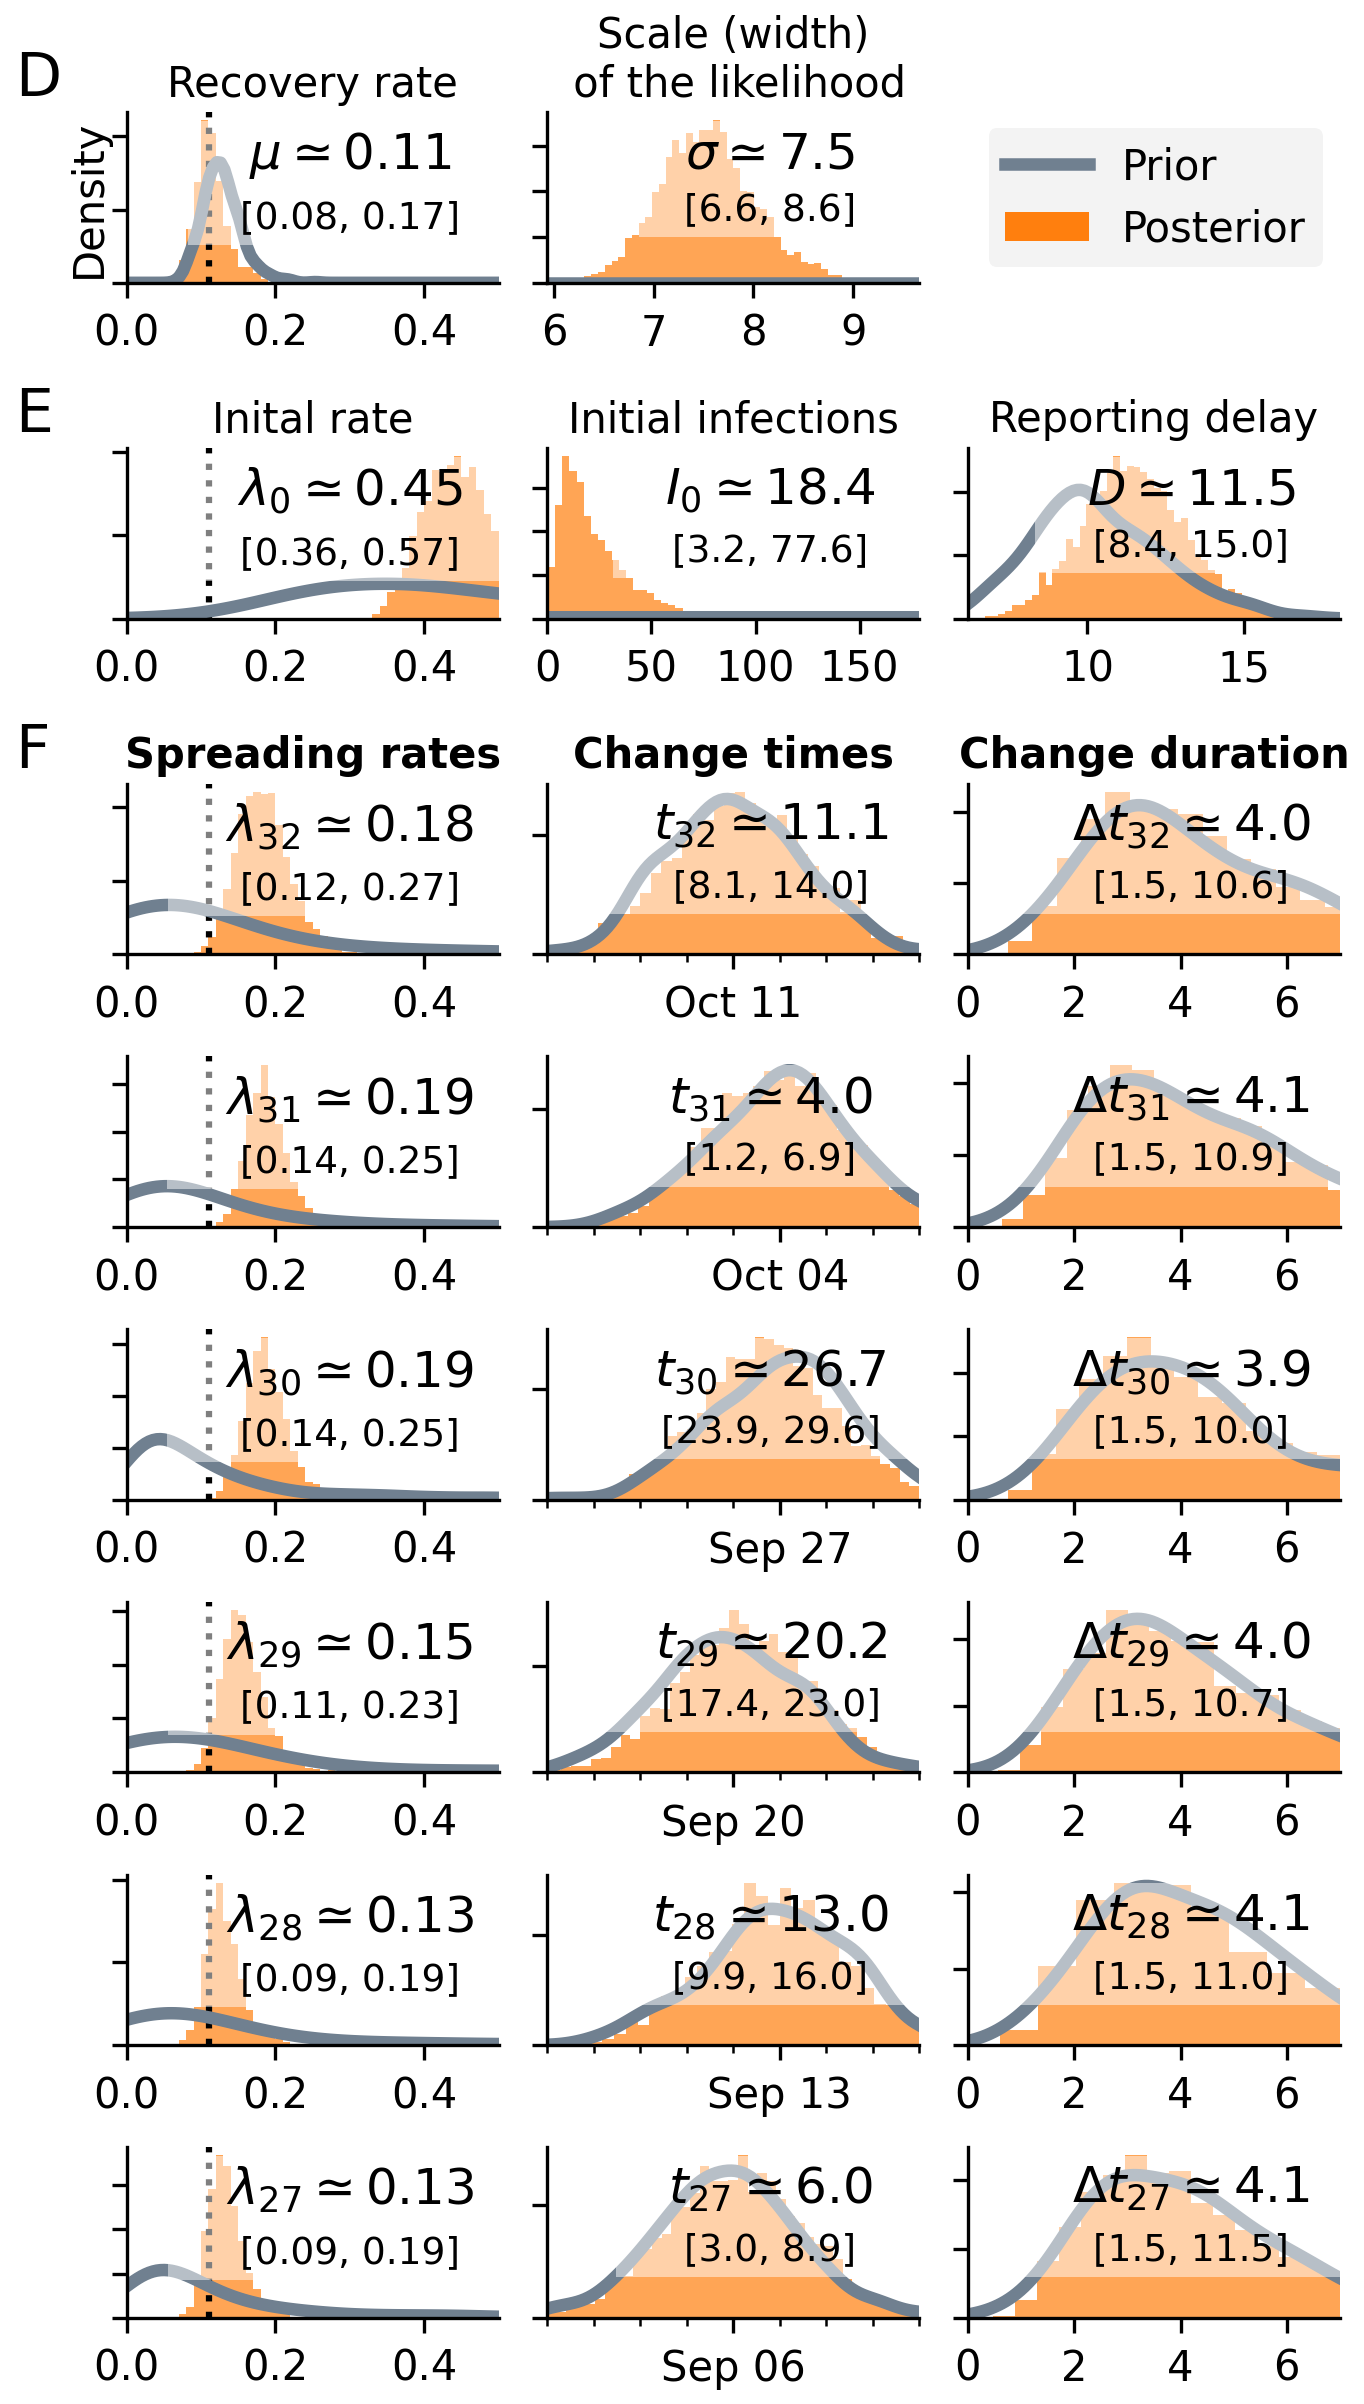 D
Recovery rate
Scale (width)
of the likelihood
Density
μ ≃ 0.11
[0.08, 0.17]
0.0 0.2 0.4
σ ≃ 7.5
[6.6, 8.6]
6 7 8 9
Prior
Posterior
E
Inital rate
λ0 ≃ 0.45
[0.36, 0.57]
0.0 0.2 0.4
Initial infections
I0 ≃ 18.4
[3.2, 77.6]
0 50 100 150
Reporting delay
D ≃ 11.5
[8.4, 15.0]
10 15
F
Spreading rates
Change times
Change duration
λ32 ≃ 0.18
[0.12, 0.27]
0.0 0.2 0.4
t32 ≃ 11.1
[8.1, 14.0]
Oct 11
Δt32 ≃ 4.0
[1.5, 10.6]
0 2 4 6
λ31 ≃ 0.19
[0.14, 0.25]
0.0 0.2 0.4
t31 ≃ 4.0
[1.2, 6.9]
Oct 04
Δt31 ≃ 4.1
[1.5, 10.9]
0 2 4 6
λ30 ≃ 0.19
[0.14, 0.25]
0.0 0.2 0.4
t30 ≃ 26.7
[23.9, 29.6]
Sep 27
Δt30 ≃ 3.9
[1.5, 10.0]
0 2 4 6
λ29 ≃ 0.15
[0.11, 0.23]
0.0 0.2 0.4
t29 ≃ 20.2
[17.4, 23.0]
Sep 20
Δt29 ≃ 4.0
[1.5, 10.7]
0 2 4 6
λ28 ≃ 0.13
[0.09, 0.19]
0.0 0.2 0.4
t28 ≃ 13.0
[9.9, 16.0]
Sep 13
Δt28 ≃ 4.1
[1.5, 11.0]
0 2 4 6
λ27 ≃ 0.13
[0.09, 0.19]
0.0 0.2 0.4
t27 ≃ 6.0
[3.0, 8.9]
Sep 06
Δt27 ≃ 4.1
[1.5, 11.5]
0 2 4 6